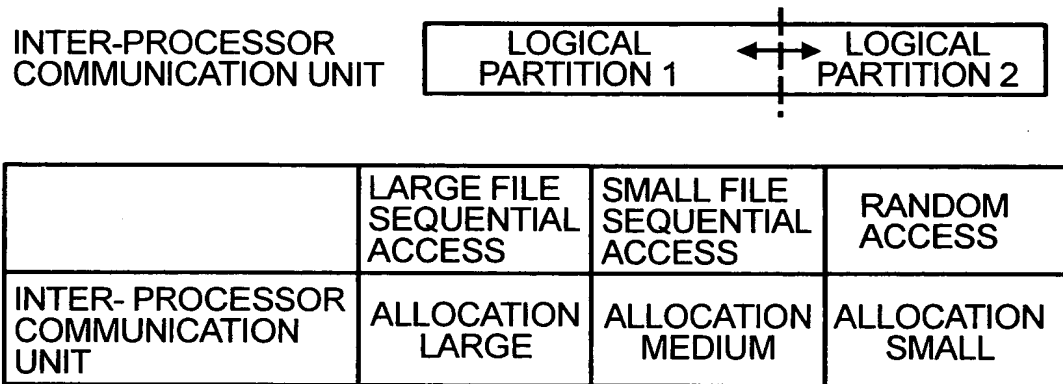 INTER-PROCESSOR
COMMUNICATION UNIT
LOGICAL
PARTITION 1
LOGICAL
PARTITION 2
LARGE FILE
SEQUENTIAL
ACCESS
SMALL FILE
SEQUENTIAL
ACCESS
RANDOM
ACCESS
INTER- PROCESSOR
COMMUNICATION
UNIT
ALLOCATION
LARGE
ALLOCATION
MEDIUM
ALLOCATION
SMALL